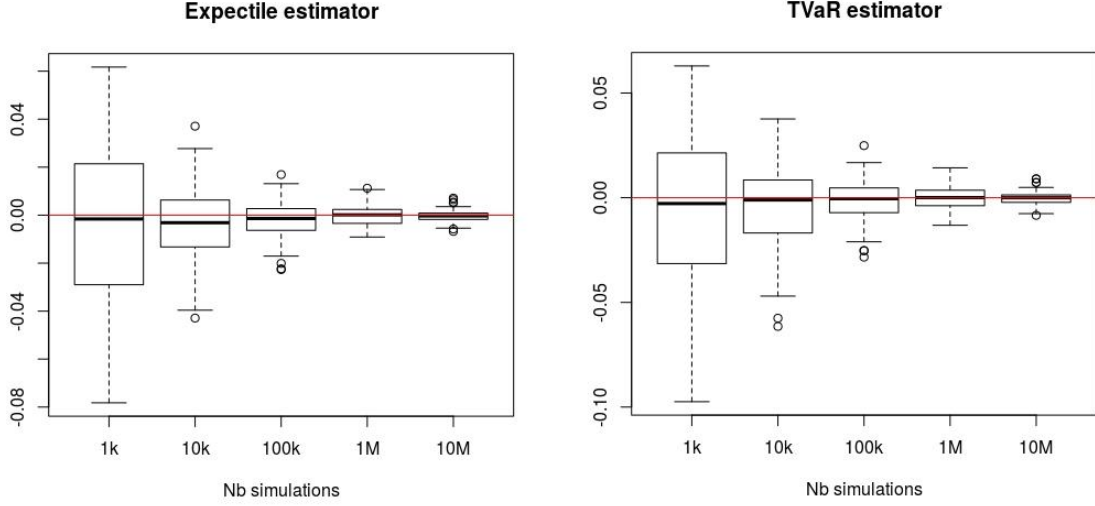 Expectile estimator
0.04
0.00
-0.04
-0.08
1k 10k 100k 1M 10M
Nb simulations
TVaR estimator
0.05
0.00
-0.05
-0.10
1k 10k 100k 1M 10M
Nb simulations